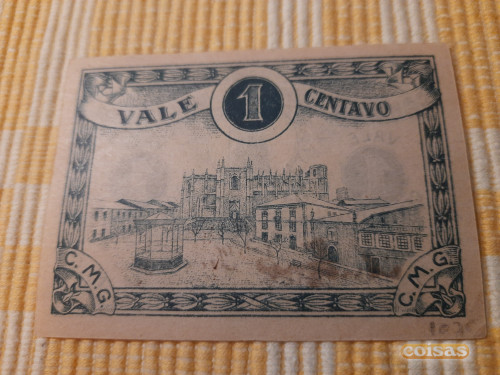 VALE 1 CENTAVO
C.M.G. C.M.G.
coisas